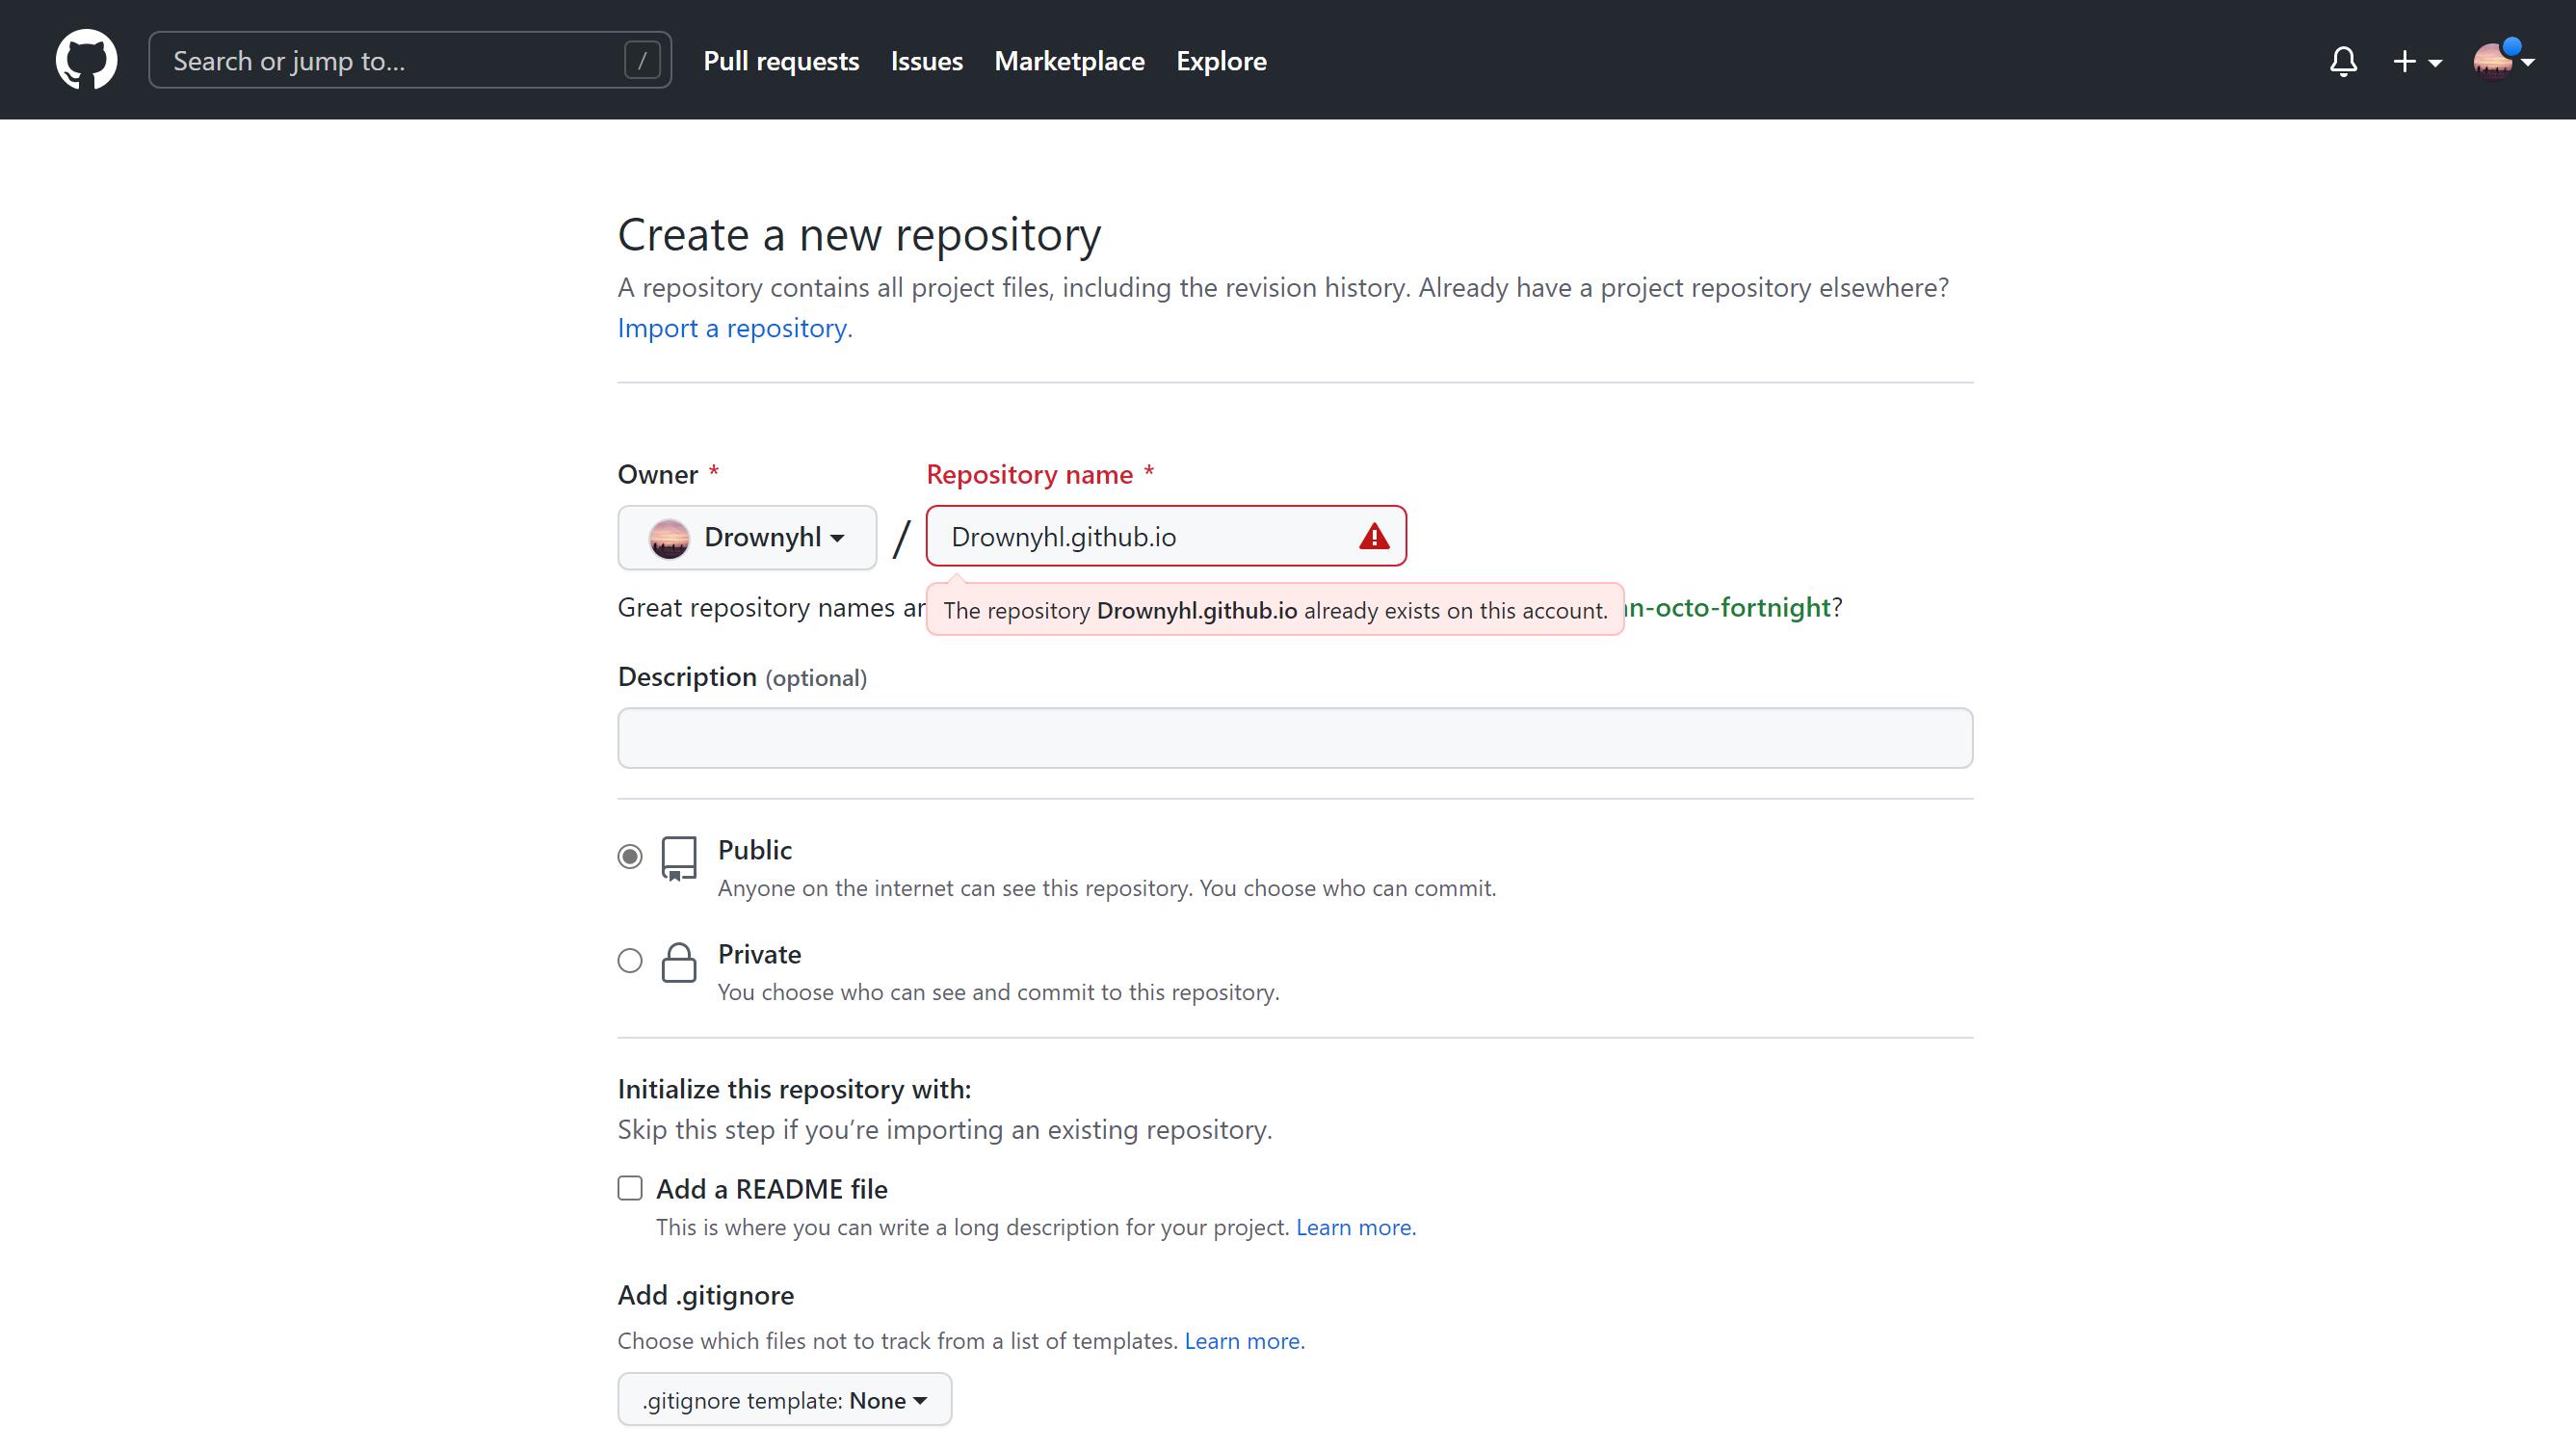 Search or jump to...
/
Pull requests
Issues
Marketplace
Explore
Create a new repository
A repository contains all project files, including the revision history. Already have a project repository elsewhere?
Import a repository.
Owner *
Repository name *
Drownyhl
/
Drownyhl.github.io
Great repository names
The repository Drownyhl.github.io already exists on this account.
n-octo-fortnight?
Description (optional)
Public
Anyone on the internet can see this repository. You choose who can commit.
Private
You choose who can see and commit to this repository.
Initialize this repository with:
Skip this step if you’re importing an existing repository.
Add a README file
This is where you can write a long description for your project. Learn more.
Add .gitignore
Choose which files not to track from a list of templates. Learn more.
.gitignore template: None